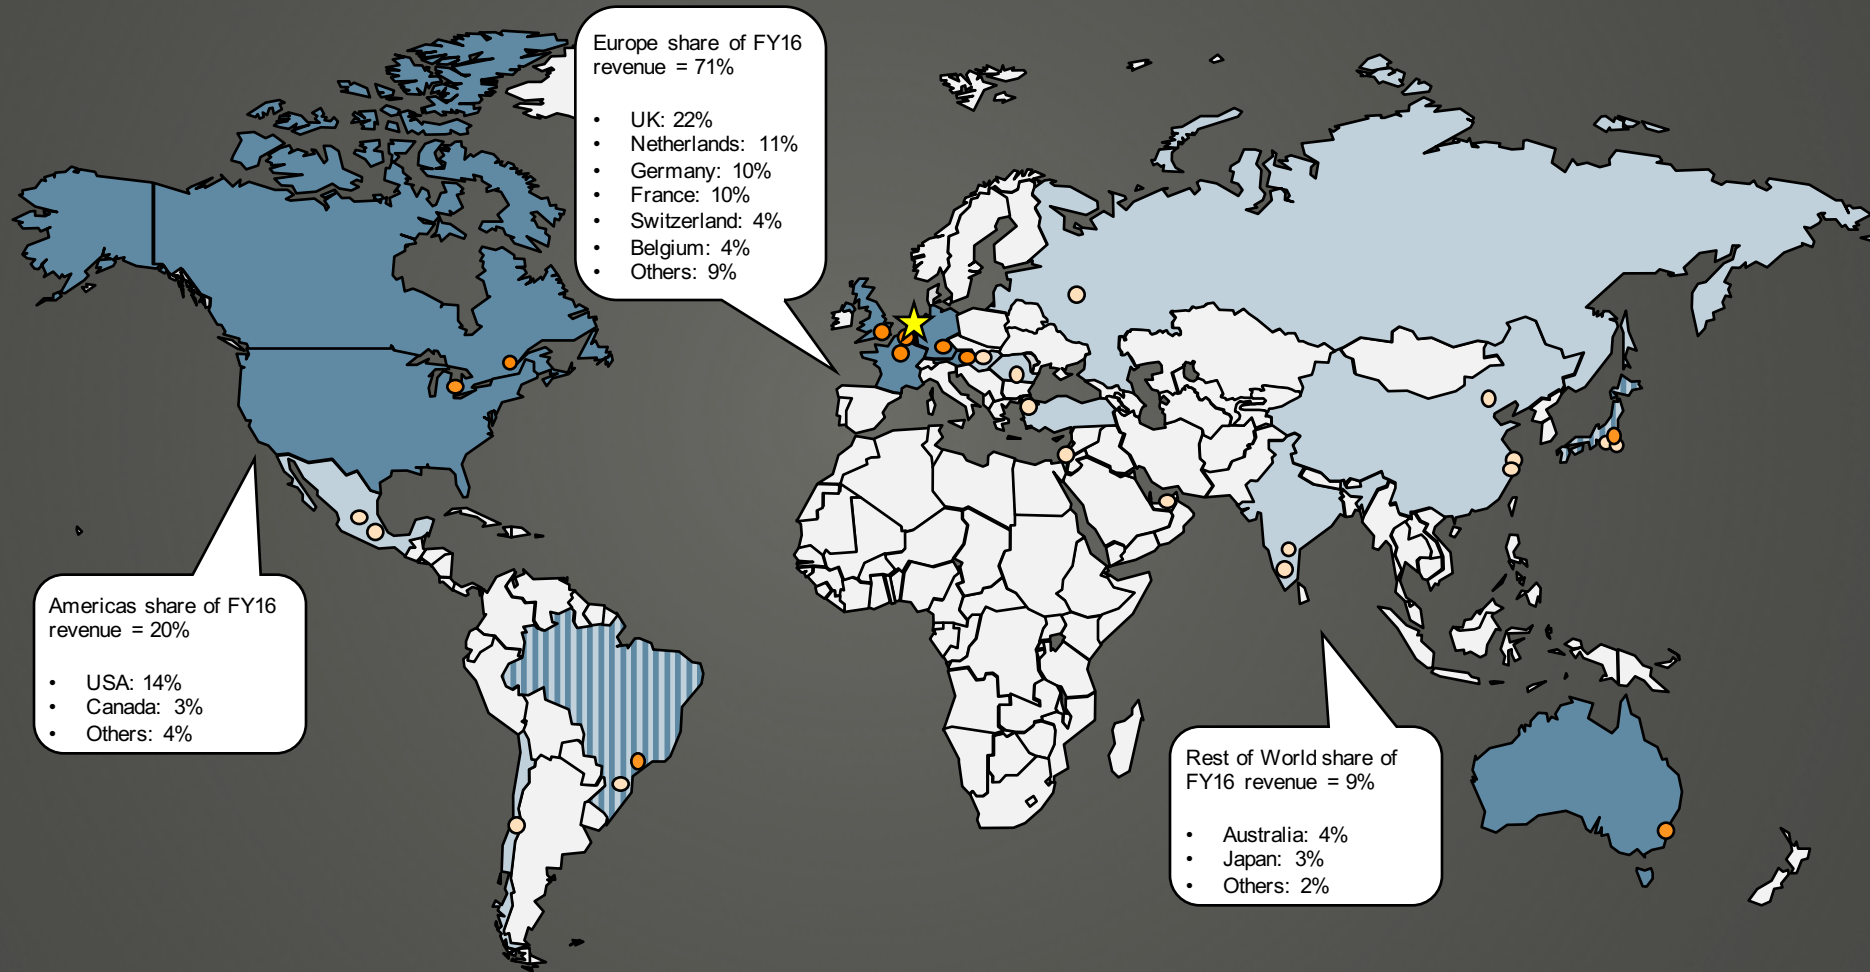 Europe share of FY16
revenue = 71%
• UK: 22%
• Netherlands: 11%
• Germany: 10%
• France: 10%
• Switzerland: 4%
• Belgium: 4%
• Others: 9%
Americas share of FY16
revenue = 20%
• USA: 14%
• Canada: 3%
• Others: 4%
Rest of World share of
FY16 revenue = 9%
• Australia: 4%
• Japan: 3%
• Others: 2%